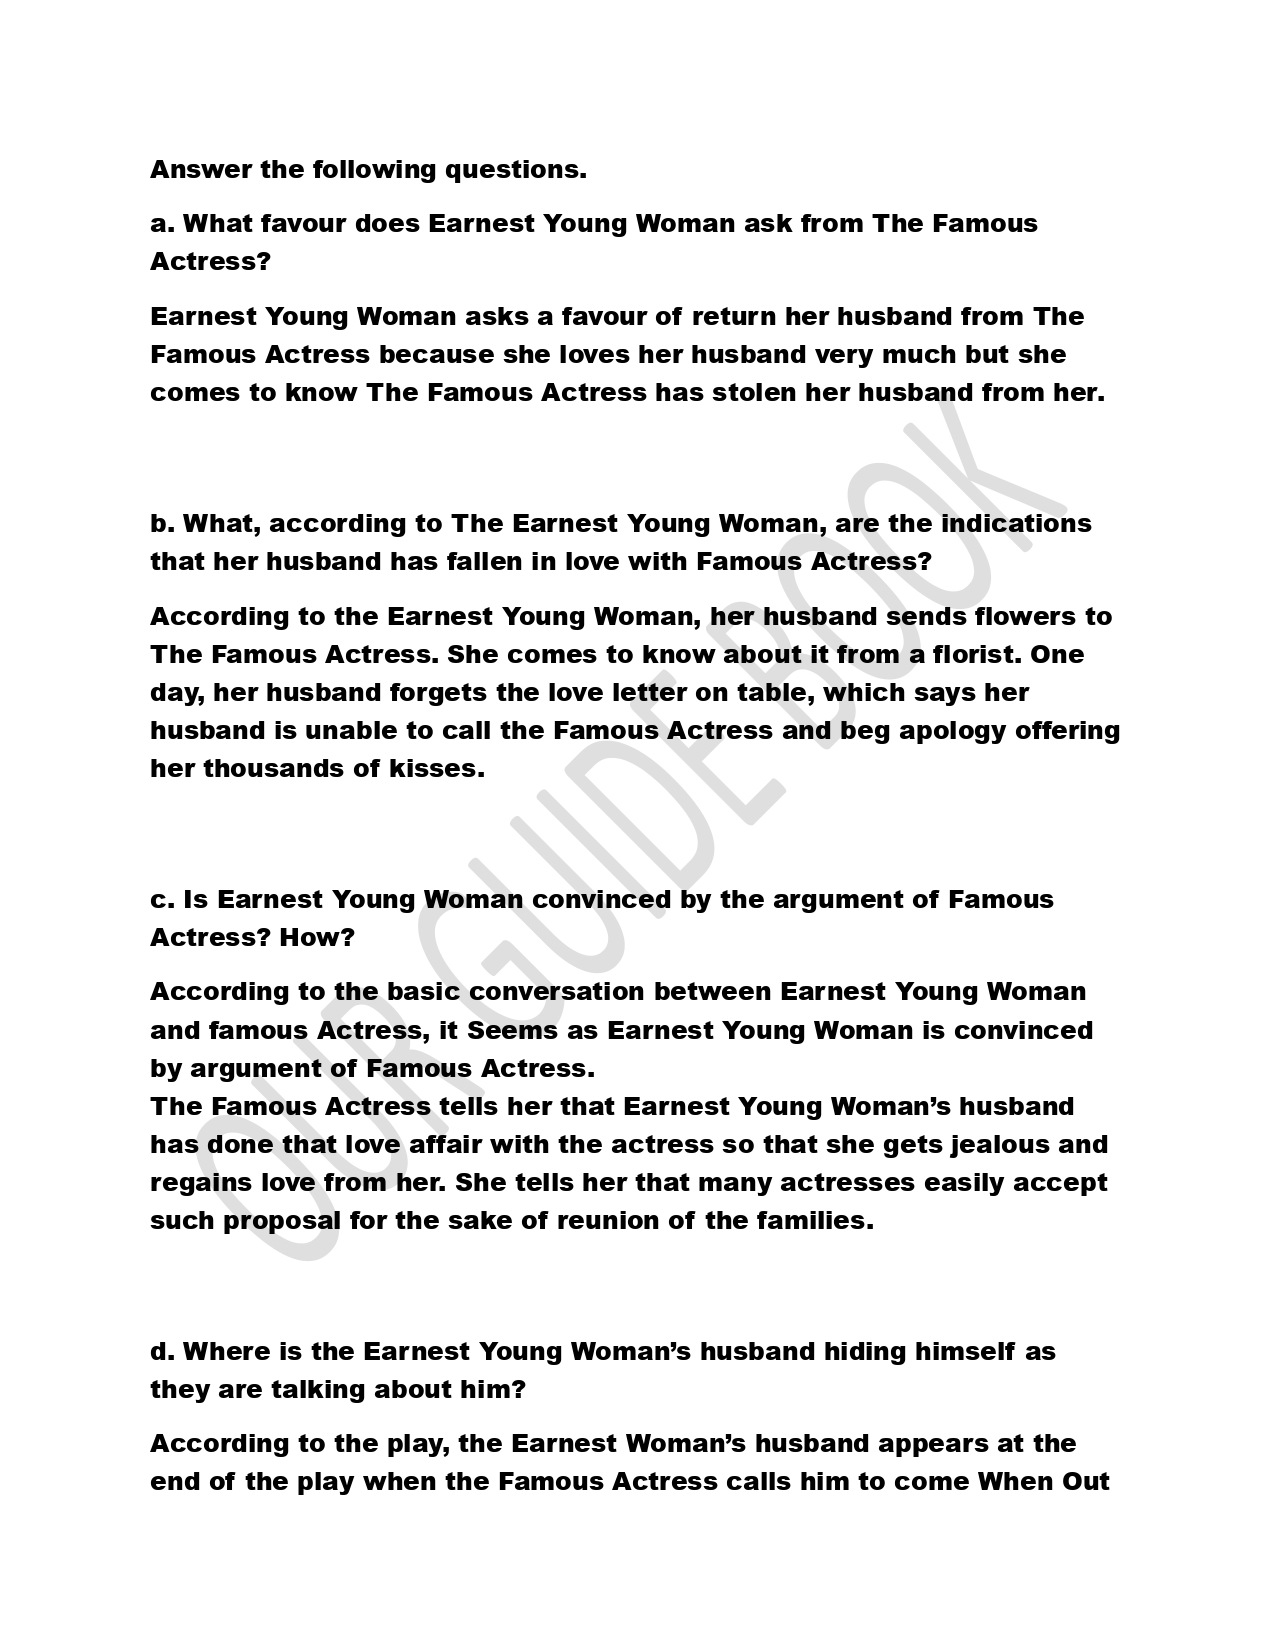 Answer the following questions.
a. What favour does Earnest Young Woman ask from The Famous
Actress?
Earnest Young Woman asks a favour of return her husband from The
Famous Actress because she loves her husband very much but she
comes to know The Famous Actress has stolen her husband from her.
b. What, according to The Earnest Young Woman, are the indications
that her husband has fallen in love with Famous Actress?
According to the Earnest Young Woman, her husband sends flowers to
The Famous Actress. She comes to know about it from a florist. One
day, her husband forgets the love letter on table, which says her
husband is unable to call the Famous Actress and beg apology offering
her thousands of kisses.
c. Is Earnest Young Woman convinced by the argument of Famous
Actress? How?
According to the basic conversation between Earnest Young Woman
and famous Actress, it Seems as Earnest Young Woman is convinced
by argument of Famous Actress.
The Famous Actress tells her that Earnest Young Woman’s husband
has done that love affair with the actress so that she gets jealous and
regains love from her. She tells her that many actresses easily accept
such proposal for the sake of reunion of the families.
d. Where is the Earnest Young Woman’s husband hiding himself as
they are talking about him?
According to the play, the Earnest Woman’s husband appears at the
end of the play when the Famous Actress calls him to come When Out
OUR GUIDE BOOK